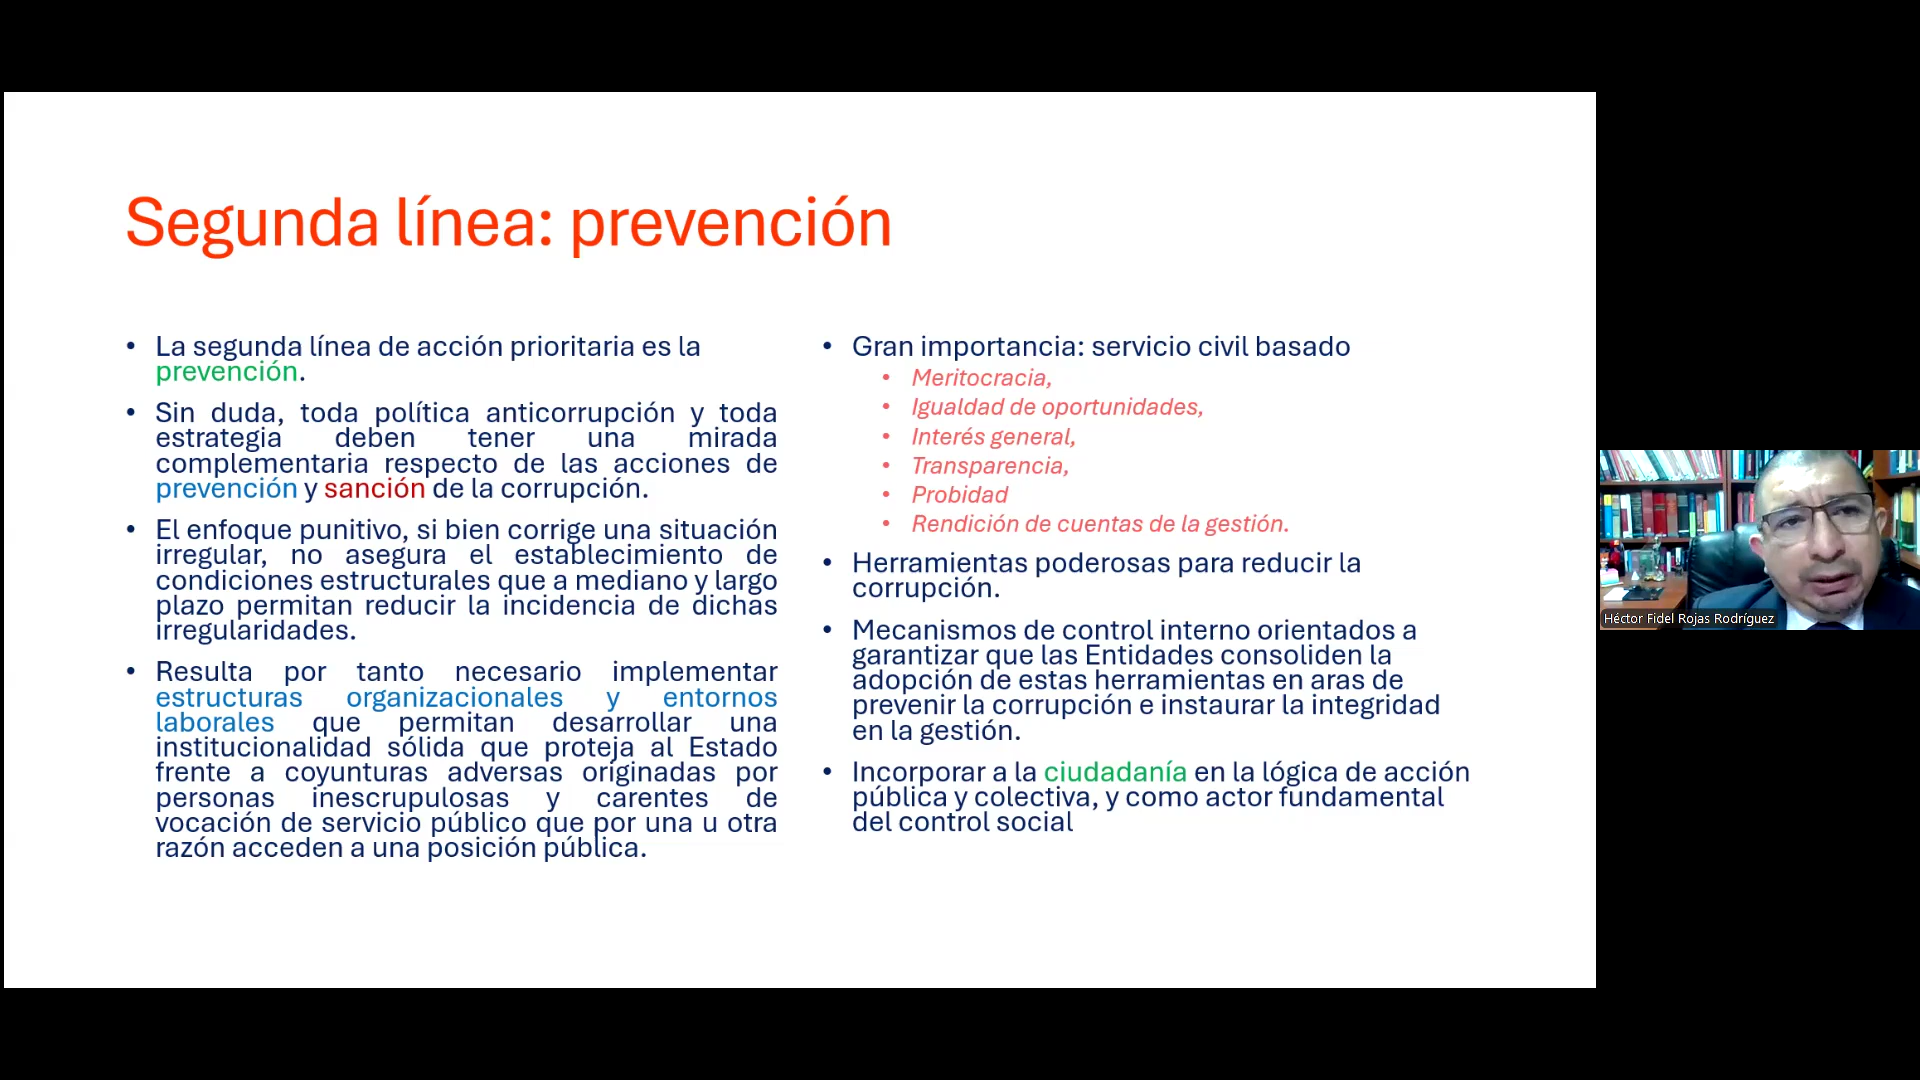 Segunda línea: prevención
• La segunda línea de acción prioritaria es la
prevención.
• Sin duda, toda política anticorrupción y toda
estrategia deben tener una mirada
complementaria respecto de las acciones de
prevención y sanción de la corrupción.
• El enfoque punitivo, si bien corrige una situación
irregular, no asegura el establecimiento de
condiciones estructurales que a mediano y largo
plazo permitan reducir la incidencia de dichas
irregularidades.
• Resulta por tanto necesario implementar
estructuras organizacionales y entornos
laborales que permitan desarrollar una
institucionalidad sólida que proteja al Estado
frente a coyunturas adversas originadas por
personas inescrupulosas y carentes de
vocación de servicio público que por una u otra
razón acceden a una posición pública.
• Gran importancia: servicio civil basado
• Meritocracia,
• Igualdad de oportunidades,
• Interés general,
• Transparencia,
• Probidad
• Rendición de cuentas de la gestión.
• Herramientas poderosas para reducir la
corrupción.
• Mecanismos de control interno orientados a
garantizar que las Entidades consoliden la
adopción de estas herramientas en aras de
prevenir la corrupción e instaurar la integridad
en la gestión.
• Incorporar a la ciudadanía en la lógica de acción
pública y colectiva, y como actor fundamental
del control social
Héctor Fidel Rojas Rodríguez